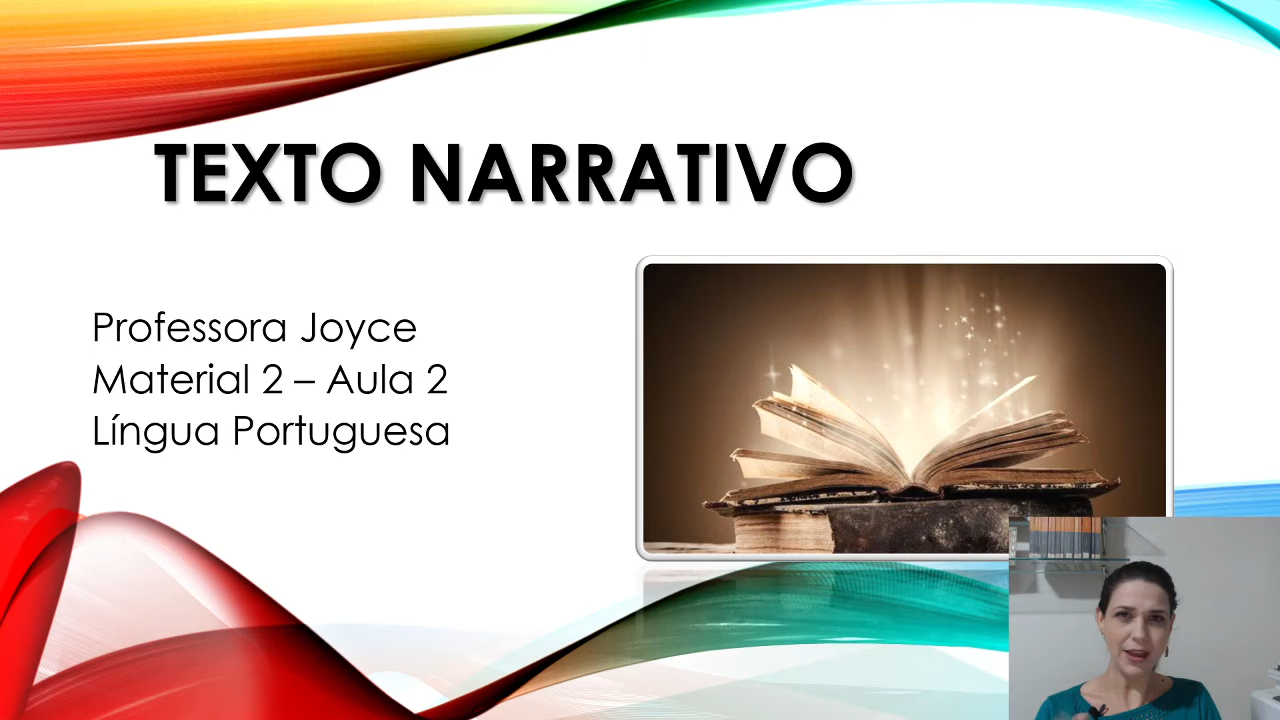 TEXTO NARRATIVO
Professora Joyce
Material 2 – Aula 2
Língua Portuguesa